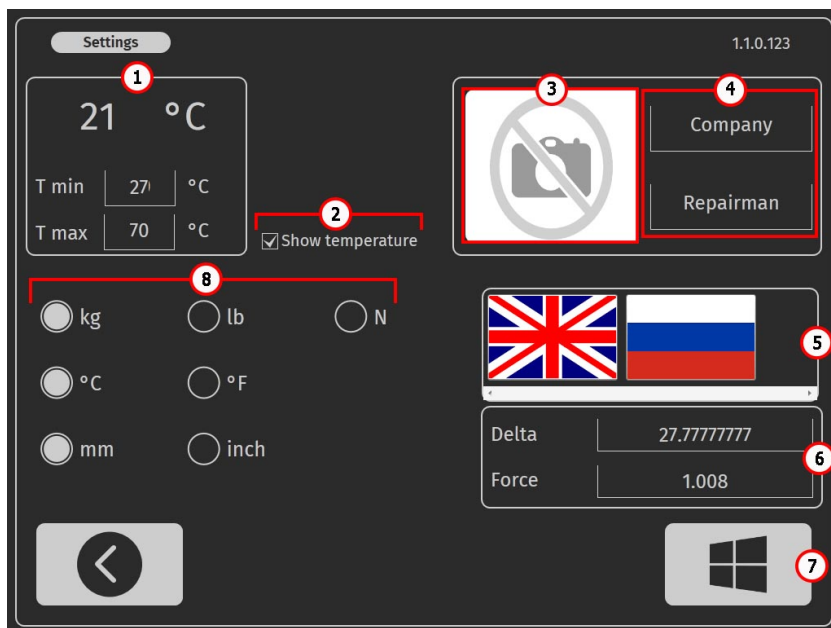 Settings
1.1.0.123
1
21 °C
T min 27 °C
T max 70 °C
2
Show temperature
3
4
Company
Repairman
8
kg lb N
°C °F
mm inch
5
Delta 27.77777777
Force 1.008
6
7